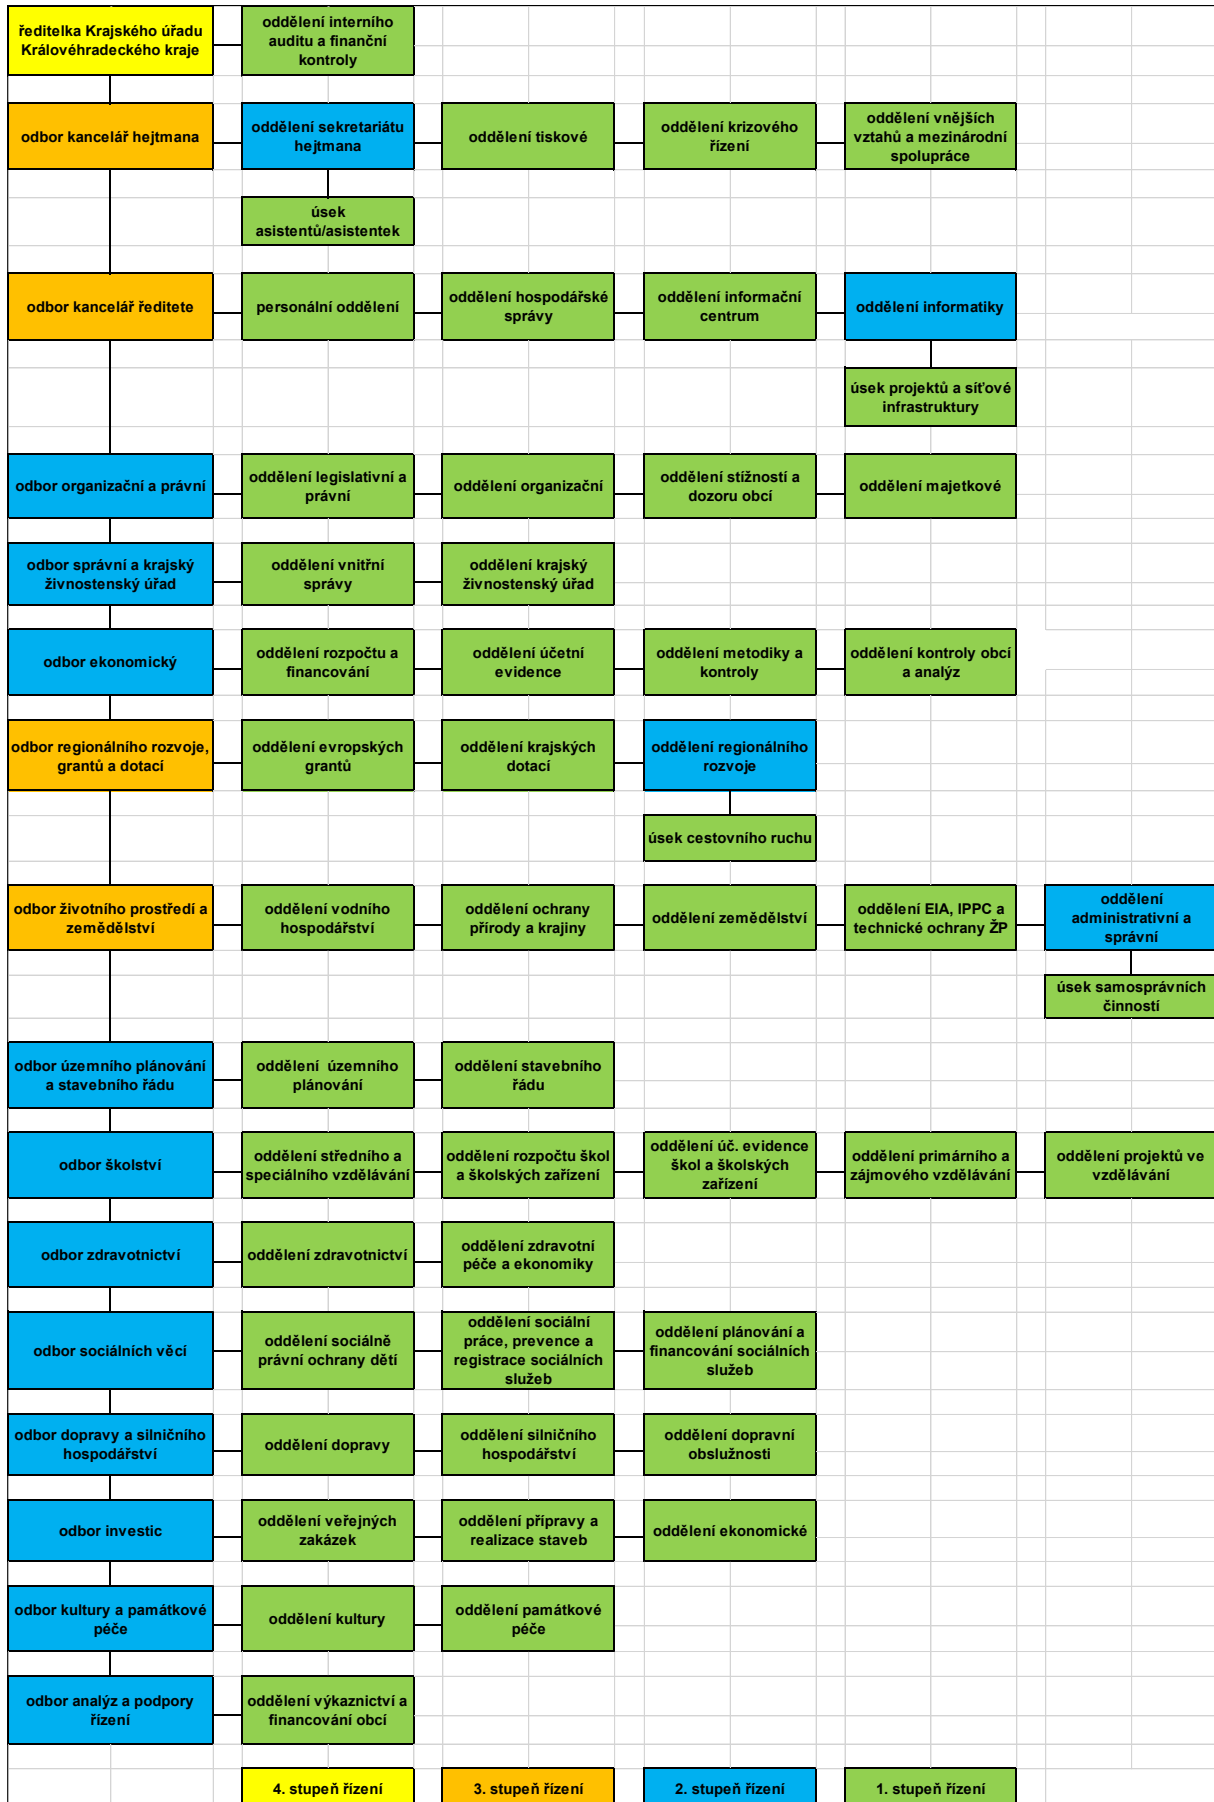 ředitelka Krajského úřadu
Královéhradeckého kraje
oddělení interního
auditu a finanční
kontroly
odbor kancelář hejtmana
oddělení sekretariátu
hejtmana
oddělení tiskové
oddělení krizového
řízení
oddělení vnějších
vztahů a mezinárodní
spolupráce
úsek
asistentů/asistentek
odbor kancelář ředitete
personální oddělení
oddělení hospodářské
správy
oddělení informační
centrum
oddělení informatiky
úsek projektů a síťové
infrastruktury
odbor organizační a právní
oddělení legislativní a
právní
oddělení organizační
oddělení stížností a
dozoru obcí
oddělení majetkové
odbor správní a krajský
živnostenský úřad
oddělení vnitřní
správy
oddělení krajský
živnostenský úřad
odbor ekonomický
oddělení rozpočtu a
financování
oddělení účetní
evidence
oddělení metodiky a
kontroly
oddělení kontroly obcí
a analýz
odbor regionálního rozvoje,
grantů a dotací
oddělení evropských
grantů
oddělení krajských
dotací
oddělení regionálního
rozvoje
úsek cestovního ruchu
odbor životního prostředí a
zemědělství
oddělení vodního
hospodářství
oddělení ochrany
přírody a krajiny
oddělení zemědělství
oddělení EIA, IPPC a
technické ochrany ŽP
oddělení
administrativní a
správní
úsek samosprávních
činností
odbor územního plánování
a stavebního řádu
oddělení  územního
plánování
oddělení stavebního
řádu
odbor školství
oddělení středního a
speciálního vzdělávání
oddělení rozpočtu škol
a školských zařízení
oddělení úč. evidence
škol a školských
zařízení
oddělení primárního a
zájmového vzdělávání
oddělení projektů ve
vzdělávání
odbor zdravotnictví
oddělení zdravotnictví
oddělení zdravotní
péče a ekonomiky
odbor sociálních věcí
oddělení sociálně
právní ochrany dětí
oddělení sociální
práce, prevence a
registrace sociálních
služeb
oddělení plánování a
financování sociálních
služeb
odbor dopravy a silničního
hospodářství
oddělení dopravy
oddělení silničního
hospodářství
oddělení dopravní
obslužnosti
odbor investic
oddělení veřejných
zakázek
oddělení přípravy a
realizace staveb
oddělení ekonomické
odbor kultury a památkové
péče
oddělení kultury
oddělení památkové
péče
odbor analýz a podpory
řízení
oddělení výkaznictví a
financování obcí
4. stupeň řízení
3. stupeň řízení
2. stupeň řízení
1. stupeň řízení